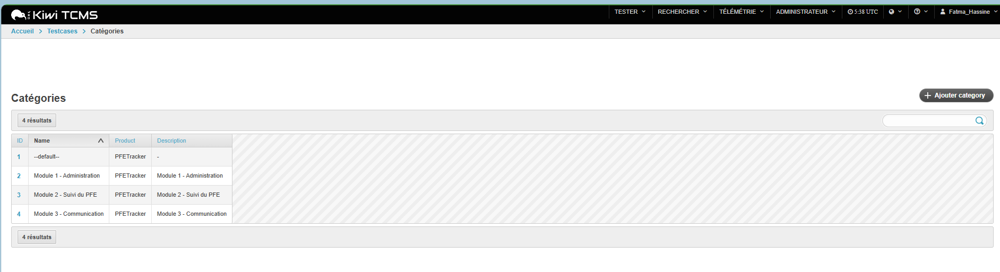 Kiwi TCMS
TESTER RECHERCHER TÉLÉMÉTRIE ADMINISTRATEUR 5:38 UTC Fatma_Hassine
Accueil > Testcases > Catégories
Catégories
+ Ajouter category
4 résultats
ID Name Product Description
1 --default-- PFETracker -
2 Module 1 - Administration PFETracker Module 1 - Administration
3 Module 2 - Suivi du PFE PFETracker Module 2 - Suivi du PFE
4 Module 3 - Communication PFETracker Module 3 - Communication
4 résultats